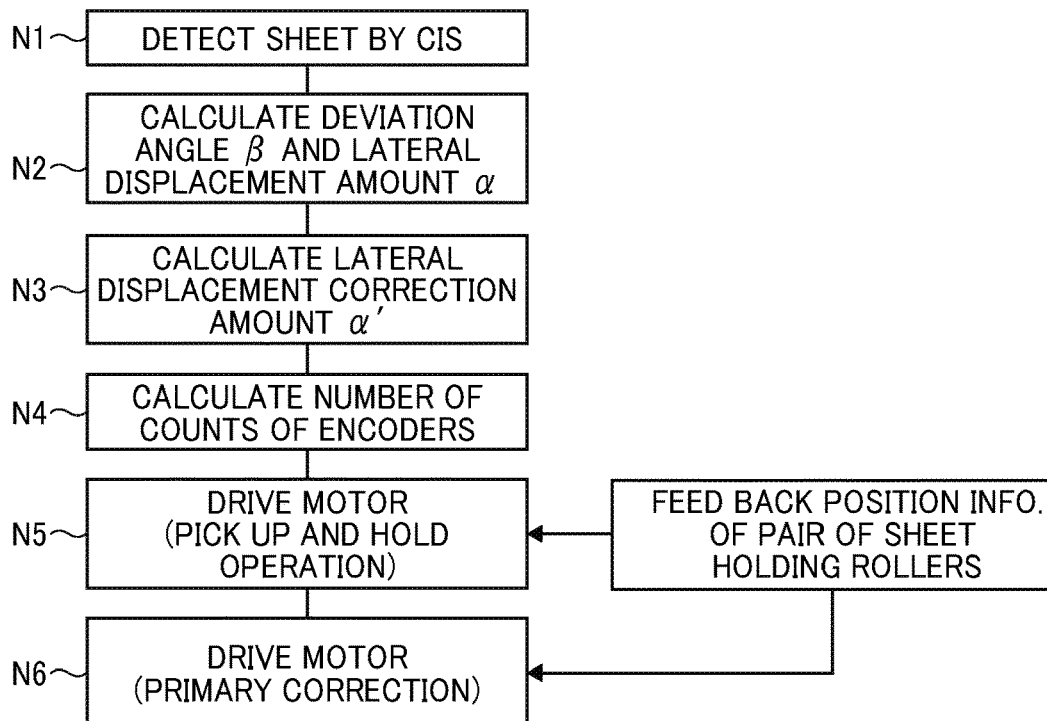 N1
DETECT SHEET BY CIS
N2
CALCULATE DEVIATION
ANGLE β AND LATERAL
DISPLACEMENT AMOUNT α
N3
CALCULATE LATERAL
DISPLACEMENT CORRECTION
AMOUNT α′
N4
CALCULATE NUMBER OF
COUNTS OF ENCODERS
N5
DRIVE MOTOR
(PICK UP AND HOLD
OPERATION)
FEED BACK POSITION INFO.
OF PAIR OF SHEET
HOLDING ROLLERS
N6
DRIVE MOTOR
(PRIMARY CORRECTION)